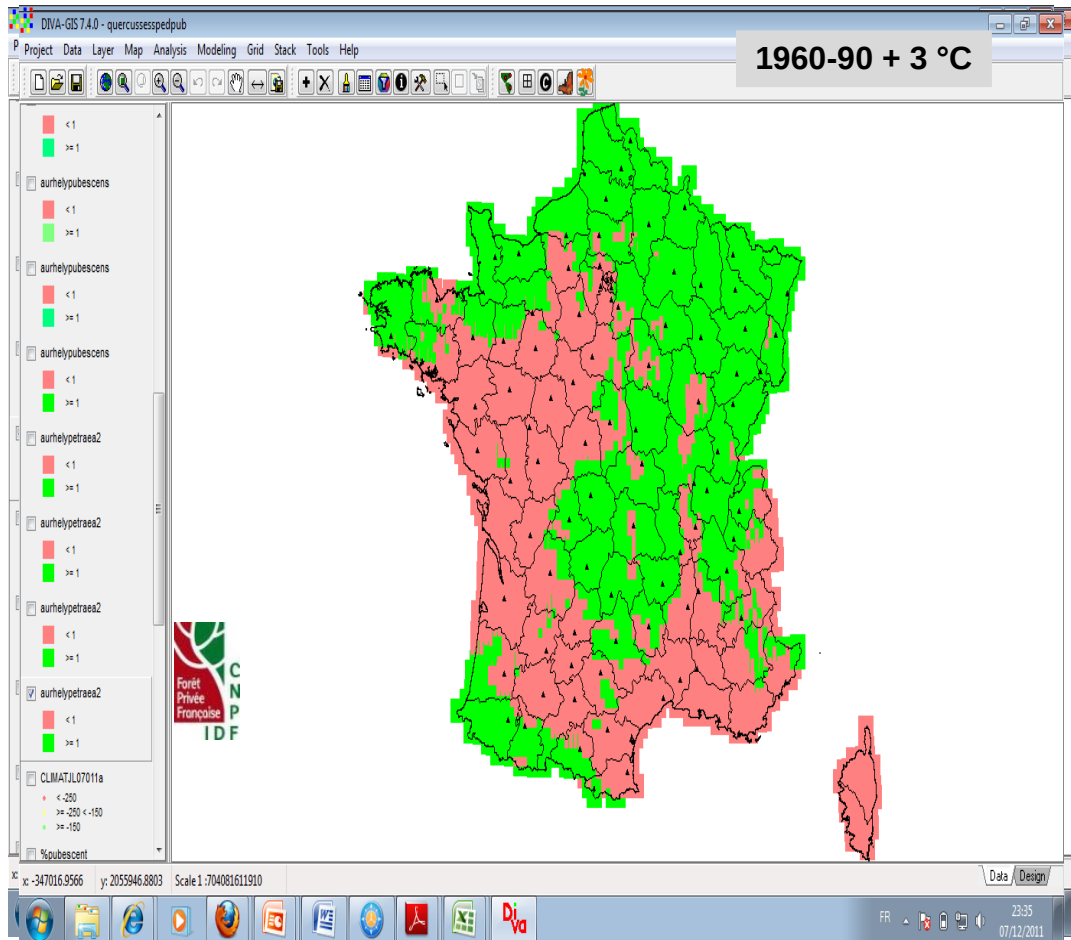 DIVA-GIS 7.4.0 - quercussesspedpub
P Project Data Layer Map Analysis Modeling Grid Stack Tools Help
1960-90 + 3 °C
< 1
>= 1
aurhelypubescens
< 1
>= 1
aurhelypubescens
< 1
>= 1
aurhelypubescens
< 1
>= 1
aurhelypetraea2
< 1
>= 1
aurhelypetraea2
< 1
>= 1
aurhelypetraea2
< 1
>= 1
aurhelypetraea2
< 1
>= 1
CLIMATJL07011a
< -250
>= -250 < -150
>= -150
%pubescent
Forêt
Privée
Française
CNPF
IDF
x: x: -347016.9566 y: 2055946.8803 Scale 1 :704081611910
Data Design
Diva
FR 23:35
07/12/2011